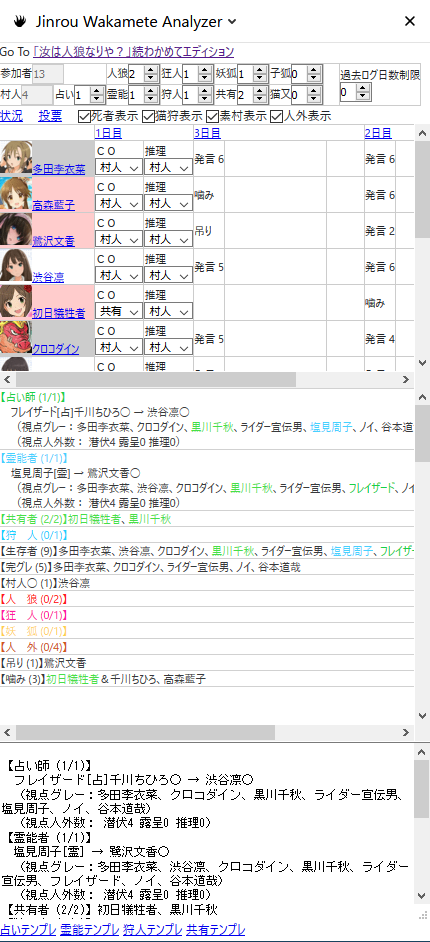 Jinrou Wakamete Analyzer
Go To 「汝は人狼なりや？」続わかめてエディション
参加者 13 人狼 2 狂人 1 妖狐 1 子狐 0 過去ログ日数制限
村人 4 占い 1 霊能 1 狩人 1 共有 2 猫又 0 0
状況 投票 死者表示 猫狩表示 素村表示 人外表示
1日目 3日目 2日目
多田李衣菜 ＣＯ 推理 村人 村人 発言 6 発言 6
高森藍子 ＣＯ 推理 村人 村人 噛み 発言 6
鷺沢文香 ＣＯ 推理 村人 村人 吊り 発言 2
渋谷凛 ＣＯ 推理 村人 村人 発言 5 発言 6
初日犠牲者 ＣＯ 推理 共有 村人 噛み
クロコダイン ＣＯ 推理 村人 村人 発言 5 発言 4
【占い師 (1/1)】
フレイザード[占]千川ちひろ○ → 渋谷凛○
（視点グレー：多田李衣菜、クロコダイン、黒川千秋、ライダー宣伝男、塩見周子、ノイ、谷本道
（視点人外数： 潜伏4 露呈0 推理0）
【霊能者 (1/1)】
塩見周子[霊] → 鷺沢文香○
（視点グレー：多田李衣菜、渋谷凛、クロコダイン、黒川千秋、ライダー宣伝男、フレイザード、ノイ
（視点人外数： 潜伏4 露呈0 推理0）
【共有者 (2/2)】初日犠牲者、黒川千秋
【狩　人 (0/1)】
【生存者 (9)】多田李衣菜、渋谷凛、クロコダイン、黒川千秋、ライダー宣伝男、塩見周子、フレイザー
【完グレ (5)】多田李衣菜、クロコダイン、ライダー宣伝男、ノイ、谷本道哉
【村人○ (1)】渋谷凛
【人　狼 (0/2)】
【狂　人 (0/1)】
【妖　狐 (0/1)】
【人　外 (0/4)】
【吊り (1)】鷺沢文香
【噛み (3)】初日犠牲者＆千川ちひろ、高森藍子
【占い師 (1/1)】
フレイザード[占]千川ちひろ○ → 渋谷凛○
（視点グレー：多田李衣菜、クロコダイン、黒川千秋、ライダー宣伝男、
塩見周子、ノイ、谷本道哉）
（視点人外数： 潜伏4 露呈0 推理0）
【霊能者 (1/1)】
塩見周子[霊] → 鷺沢文香○
（視点グレー：多田李衣菜、渋谷凛、クロコダイン、黒川千秋、ライダー
宣伝男、フレイザード、ノイ、谷本道哉）
（視点人外数： 潜伏4 露呈0 推理0）
【共有者 (2/2)】初日犠牲者、黒川千秋
占いテンプレ 霊能テンプレ 狩人テンプレ 共有テンプレ